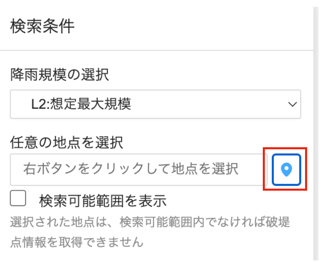 検索条件
降雨規模の選択
L2:想定最大規模
任意の地点を選択
右ボタンをクリックして地点を選択
検索可能範囲を表示
選択された地点は、検索可能範囲内でなければ破堤
点情報を取得できません